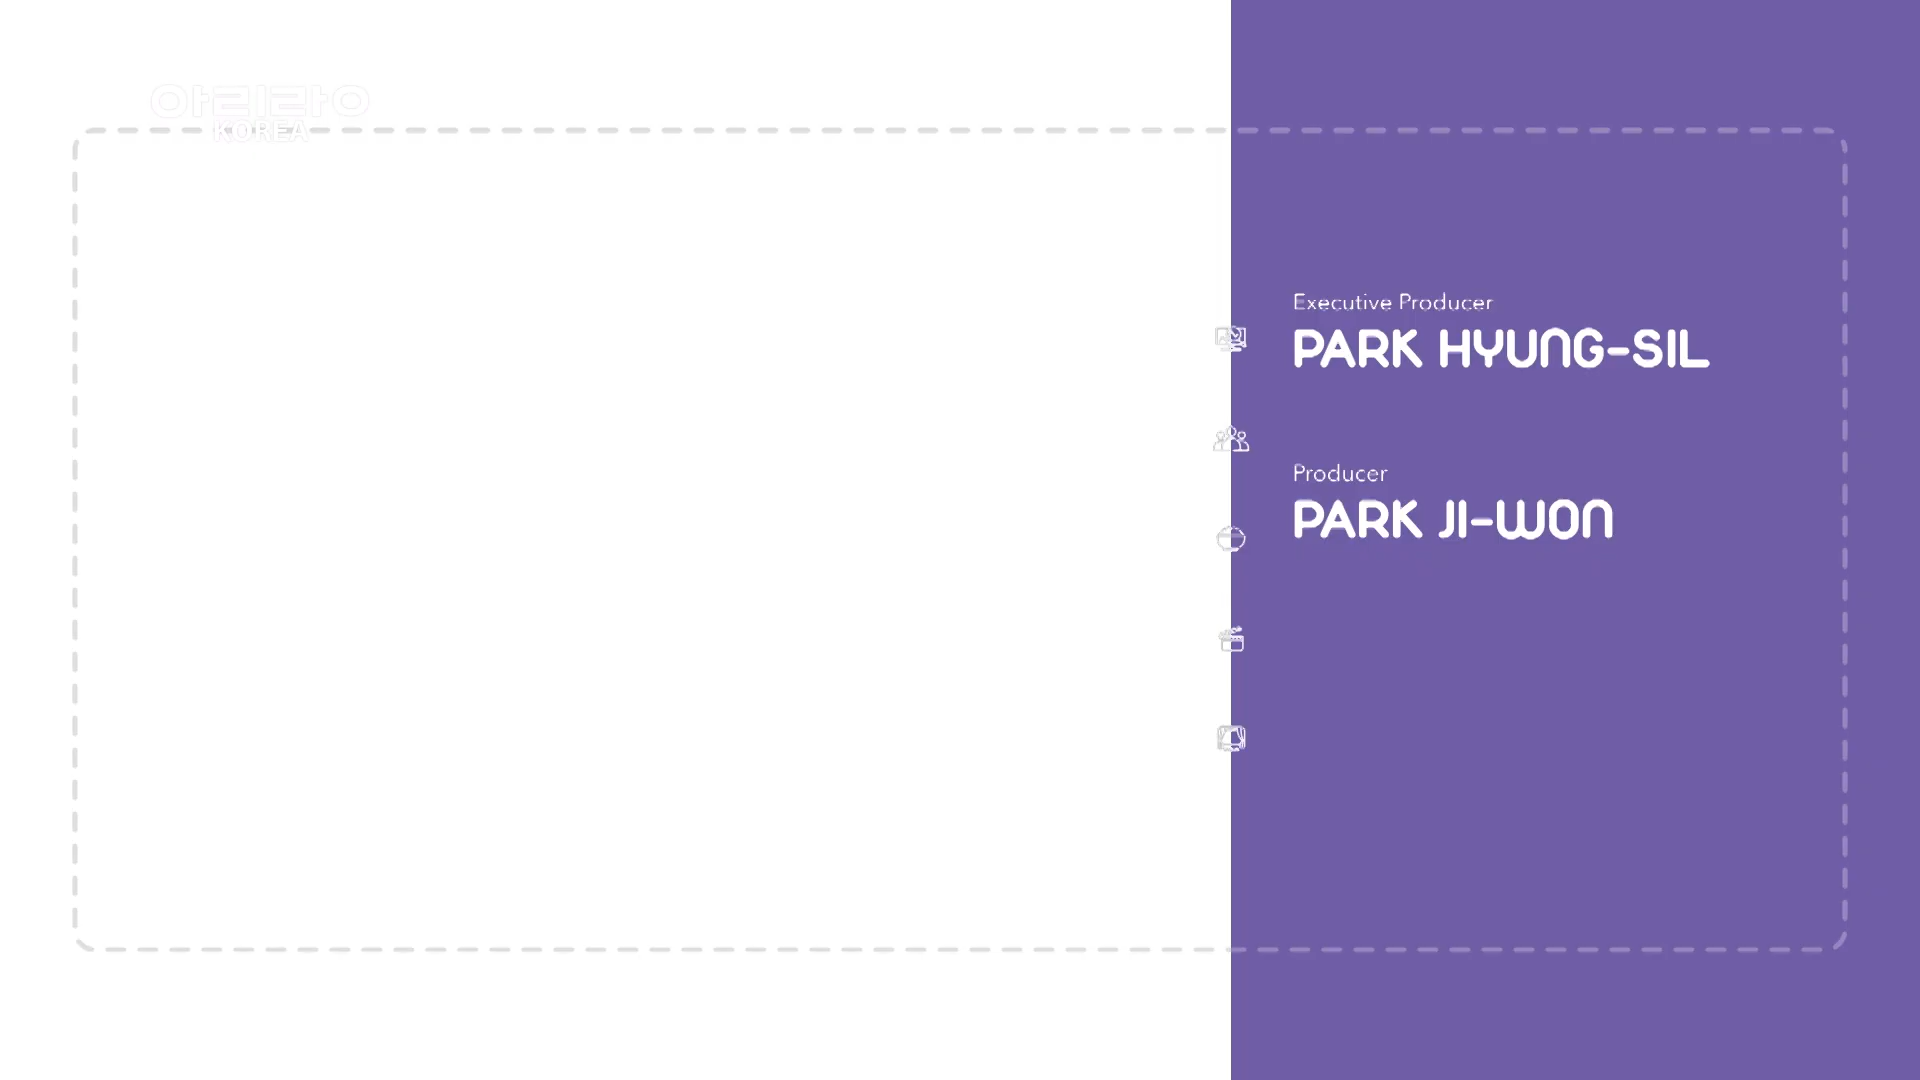 아리랑
KOREA
Executive Producer
PARK HYUNG-SIL
Producer
PARK JI-WON